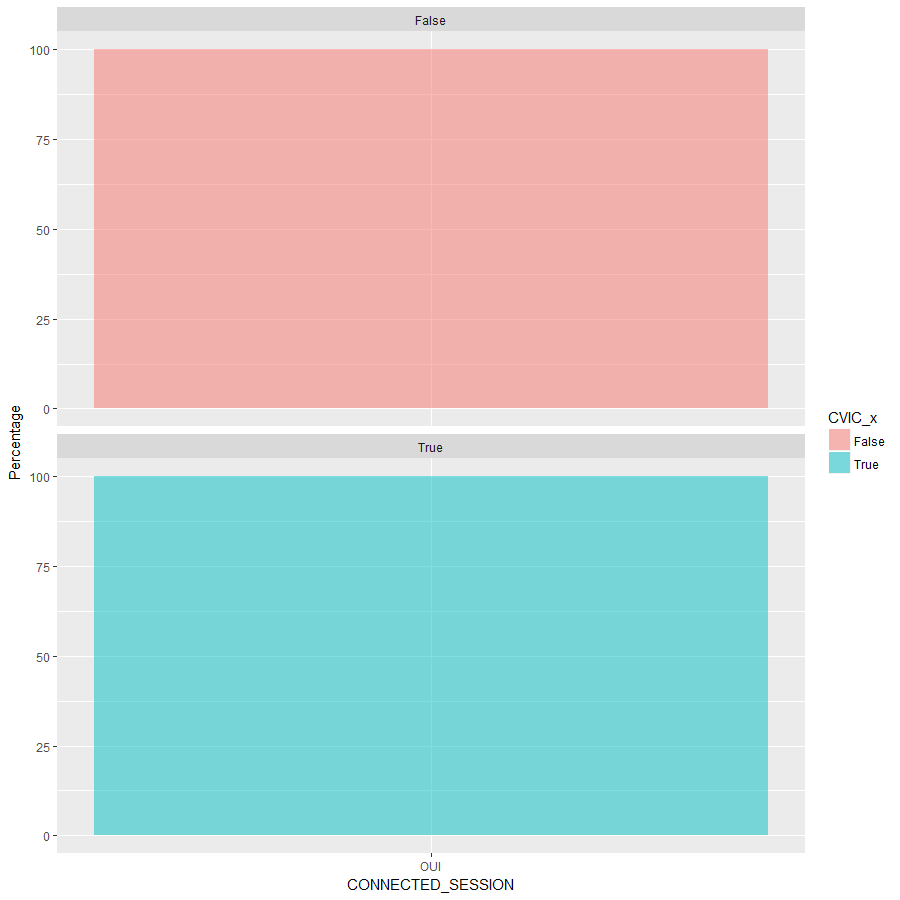 False
100
75
50
25
0
Percentage
True
100
75
50
25
0
OUI
CONNECTED_SESSION
CVIC_x
False
True